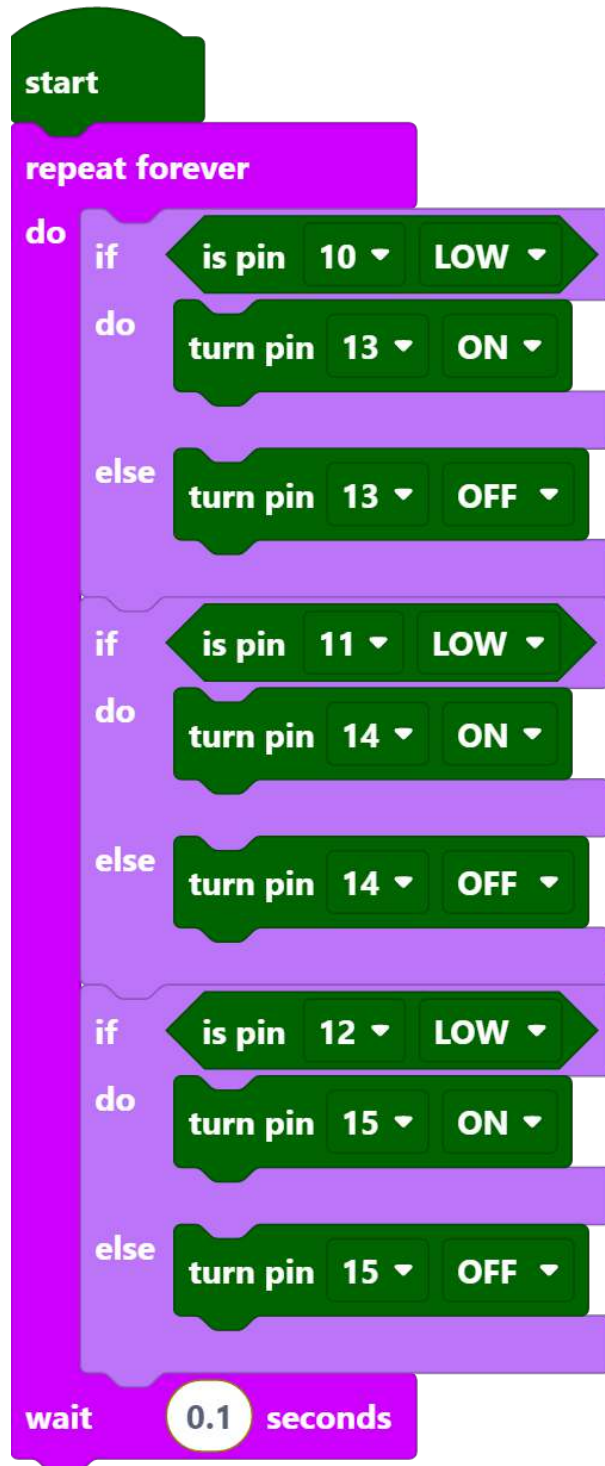 start
repeat forever
do if is pin 10 LOW
do turn pin 13 ON
else turn pin 13 OFF
if is pin 11 LOW
do turn pin 14 ON
else turn pin 14 OFF
if is pin 12 LOW
do turn pin 15 ON
else turn pin 15 OFF
wait 0.1 seconds